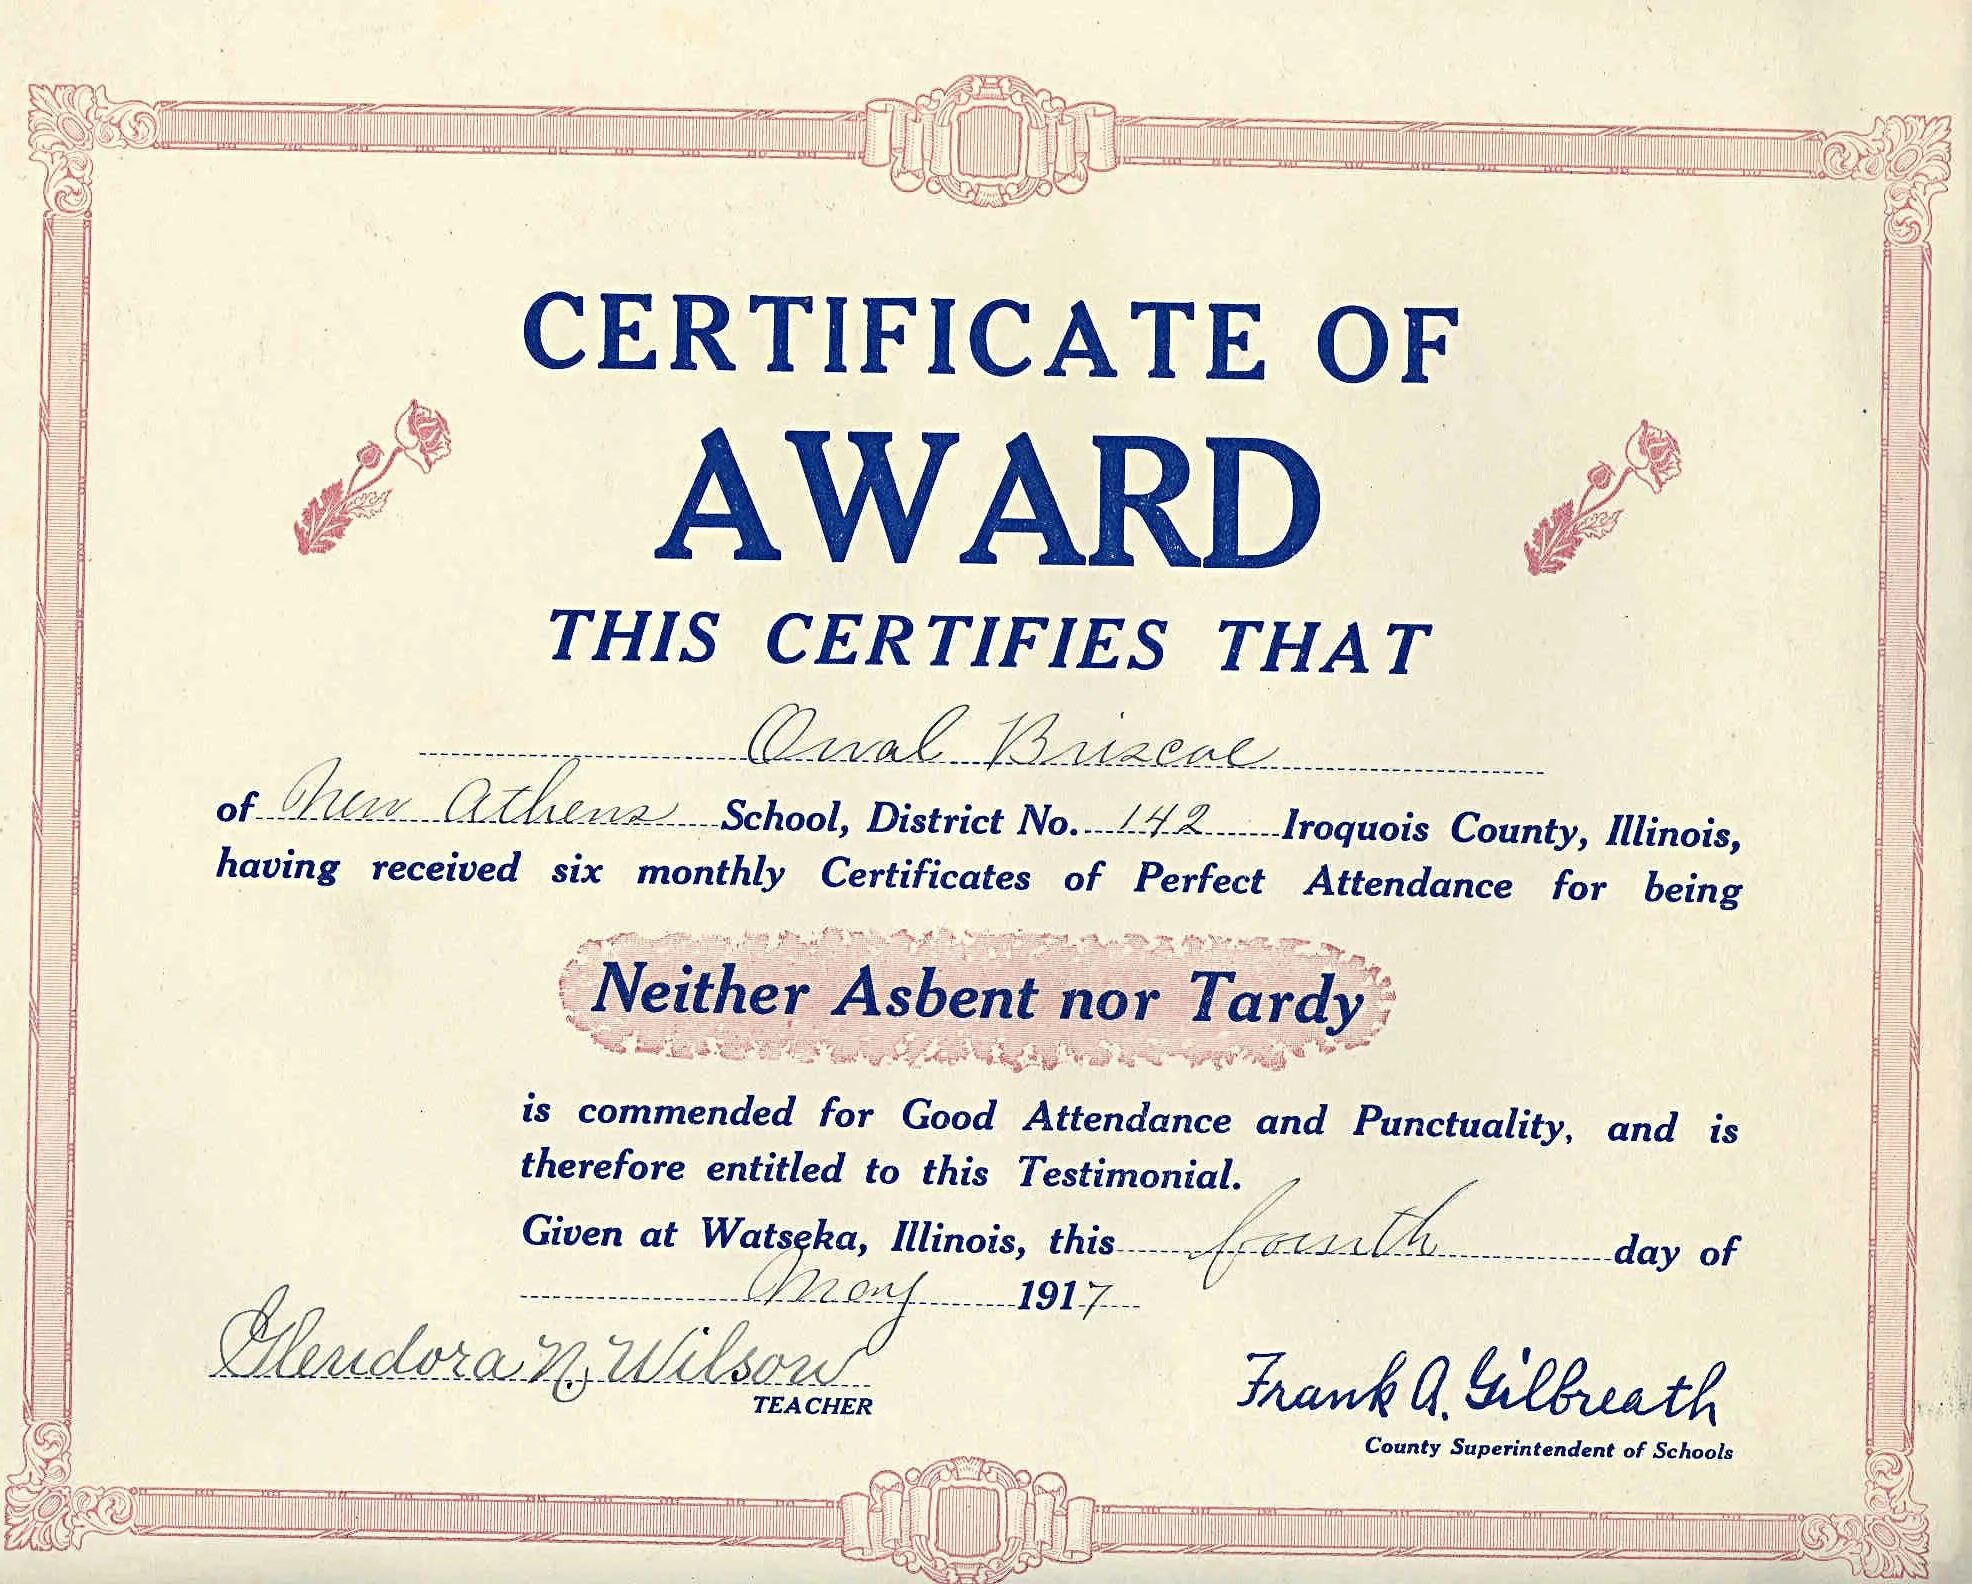 CERTIFICATE OF
AWARD
THIS CERTIFIES THAT
Orval Briscoe
of New Athens School, District No. 142 Iroquois County, Illinois,
having received six monthly Certificates of Perfect Attendance for being
Neither Asbent nor Tardy
is commended for Good Attendance and Punctuality, and is
therefore entitled to this Testimonial.
Given at Watseka, Illinois, this fourth day of
May 1917
Glendora N. Wilson
TEACHER
Frank A. Gilbreath
County Superintendent of Schools